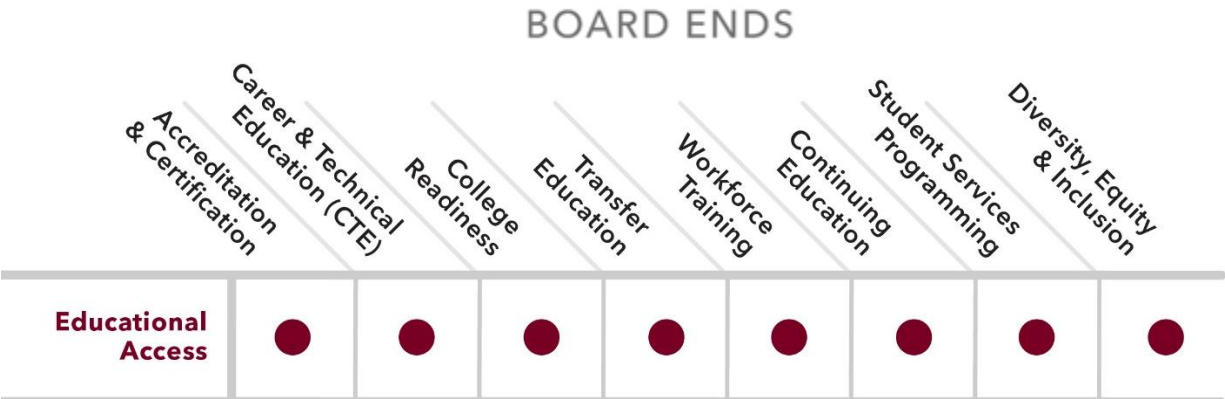 BOARD ENDS
Accreditation
& Certification
Career & Technical
Education (CTE)
College
Readiness
Transfer
Education
Workforce
Training
Continuing
Education
Student Services
Programming
Diversity, Equity
& Inclusion
Educational
Access